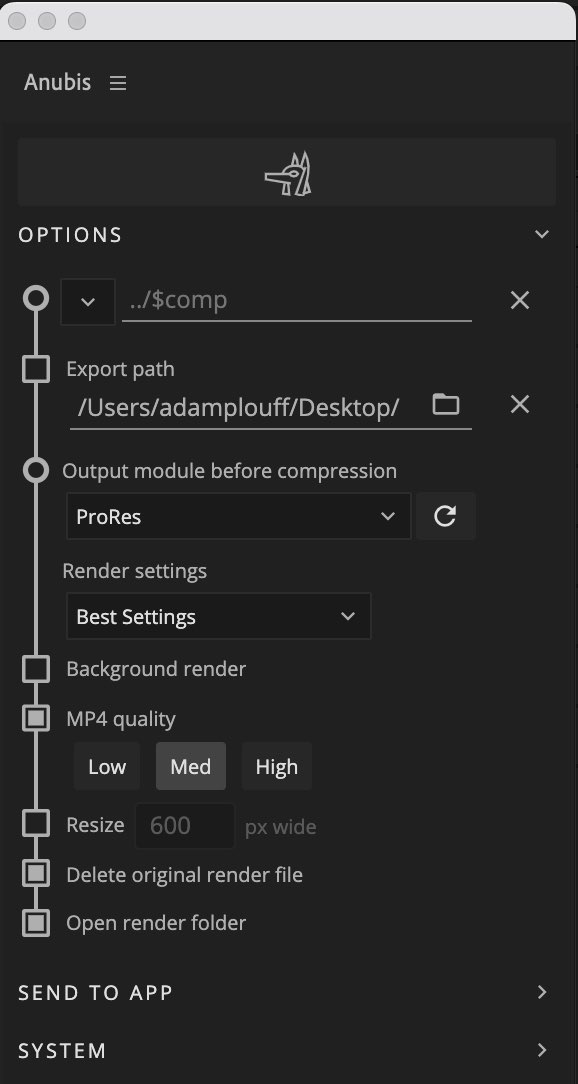 Anubis
OPTIONS
../$comp
Export path
/Users/adamplouff/Desktop/
Output module before compression
ProRes
Render settings
Best Settings
Background render
MP4 quality
Low Med High
Resize 600 px wide
Delete original render file
Open render folder
SEND TO APP
SYSTEM